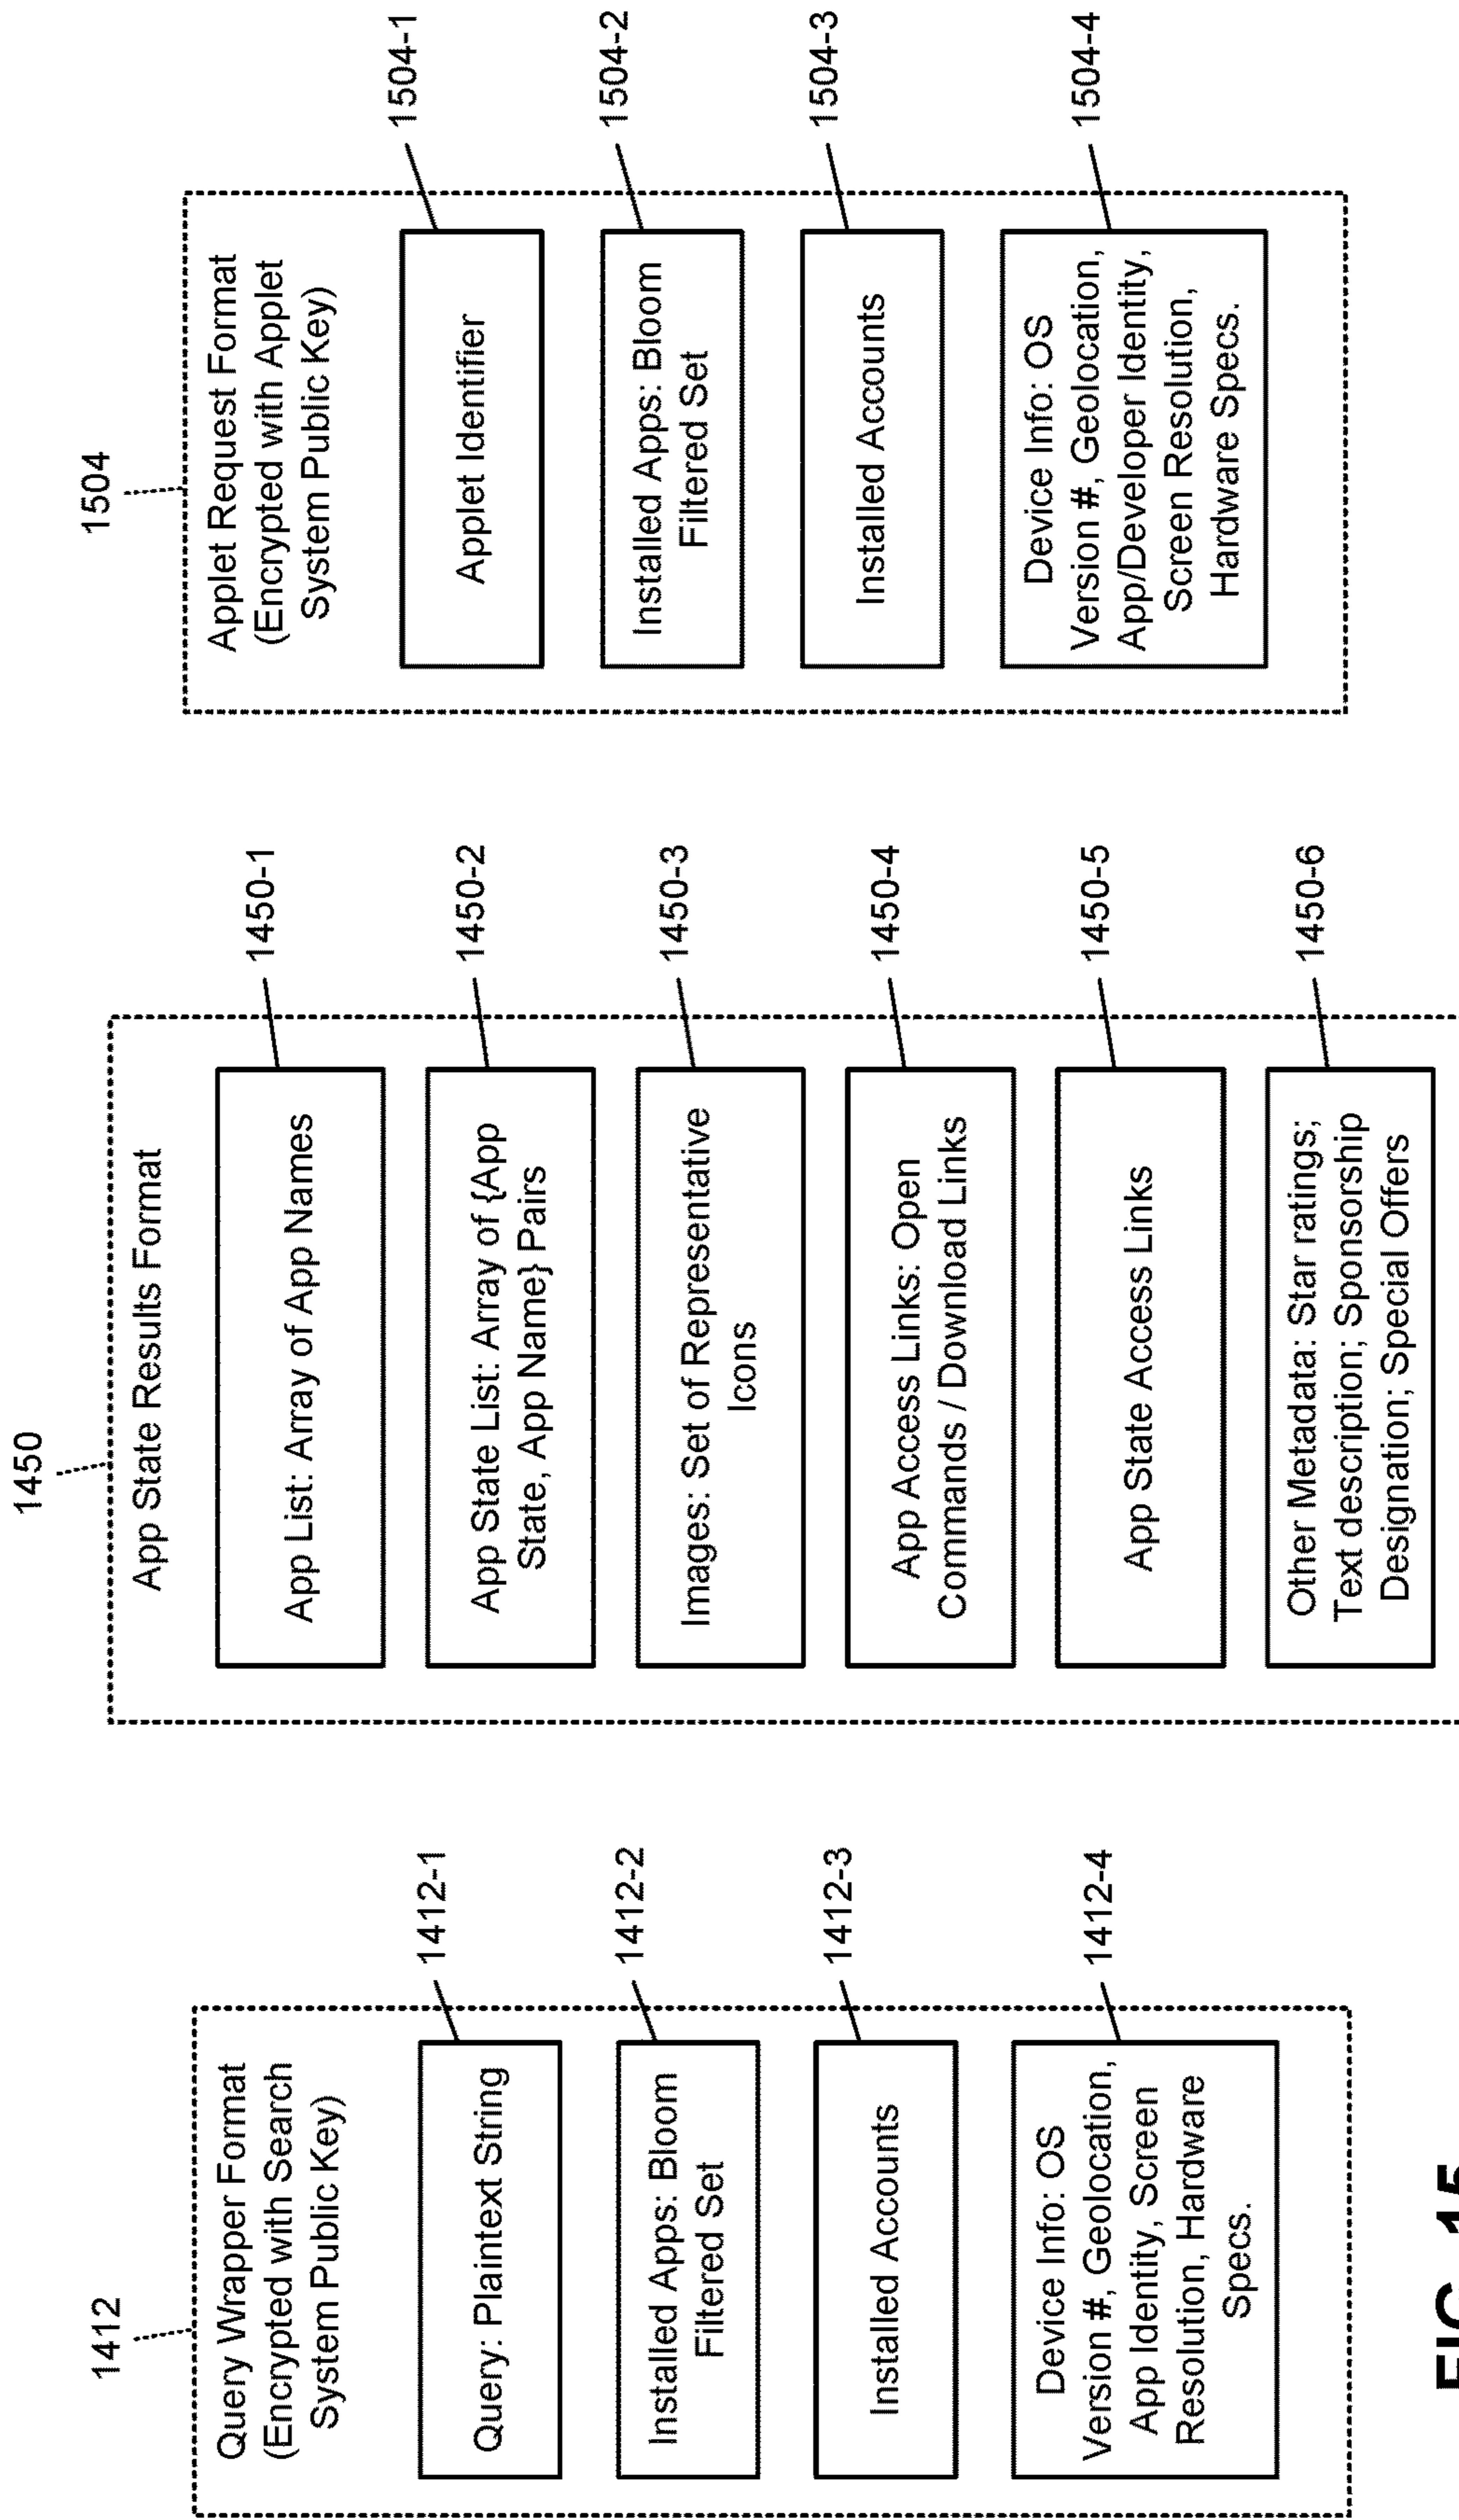 1412
Query Wrapper Format
(Encrypted with Search
System Public Key)
Query: Plaintext String
1412-1
Installed Apps: Bloom
Filtered Set
1412-2
Installed Accounts
1412-3
Device Info: OS
Version #, Geolocation,
App Identity, Screen
Resolution, Hardware
Specs.
1412-4
1450
App State Results Format
App List: Array of App Names
1450-1
App State List: Array of {App
State, App Name} Pairs
1450-2
Images: Set of Representative
Icons
1450-3
App Access Links: Open
Commands / Download Links
1450-4
App State Access Links
1450-5
Other Metadata: Star ratings;
Text description; Sponsorship
Designation; Special Offers
1450-6
1504
Applet Request Format
(Encrypted with Applet
System Public Key)
Applet Identifier
1504-1
Installed Apps: Bloom
Filtered Set
1504-2
Installed Accounts
1504-3
Device Info: OS
Version #, Geolocation,
App/Developer Identity,
Screen Resolution,
Hardware Specs.
1504-4
FIG. 15